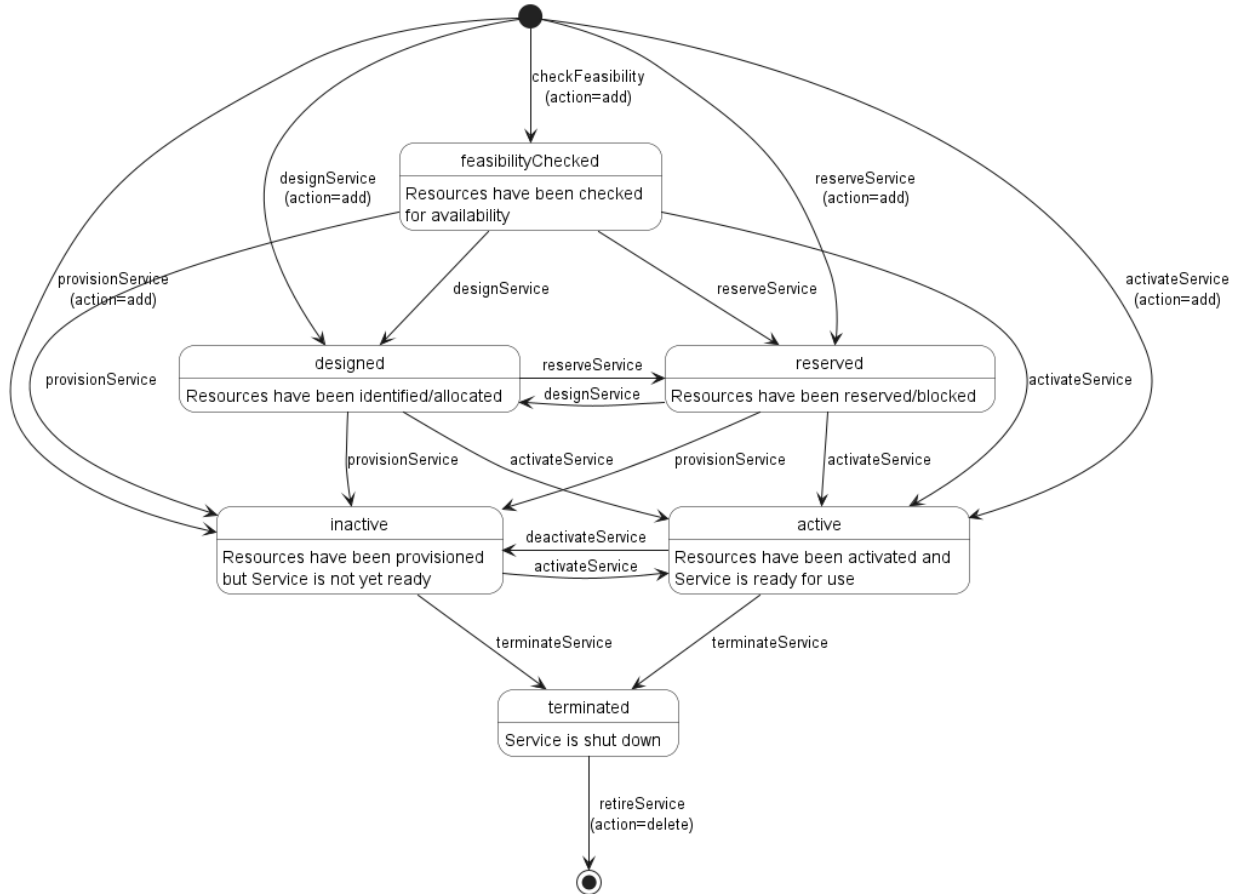 checkFeasibility
(action=add)
feasibilityChecked
Resources have been checked
for availability
designService
(action=add)
reserveService
(action=add)
provisionService
(action=add)
activateService
(action=add)
designService
reserveService
provisionService
activateService
designed
Resources have been identified/allocated
reserveService
designService
reserved
Resources have been reserved/blocked
provisionService
activateService
provisionService
activateService
inactive
Resources have been provisioned
but Service is not yet ready
deactivateService
activateService
active
Resources have been activated and
Service is ready for use
terminateService
terminateService
terminated
Service is shut down
retireService
(action=delete)